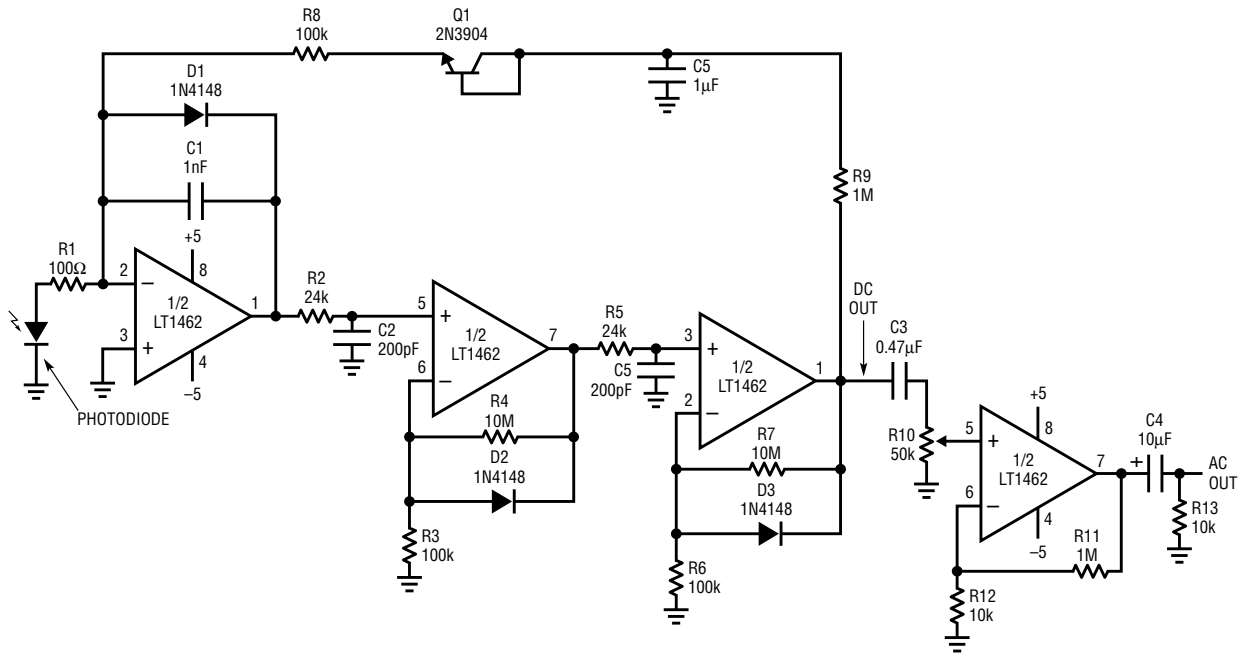 R8
100k
Q1
2N3904
D1
1N4148
C5
1µF
C1
1nF
R9
1M
+5
R1
100Ω
2
8
−
1/2
LT1462
1
3
+
4
–5
PHOTODIODE
R2
24k
C2
200pF
5
+
1/2
LT1462
7
6
−
R4
10M
D2
1N4148
R3
100k
R5
24k
C5
200pF
3
+
1/2
LT1462
1
2
−
R7
10M
D3
1N4148
R6
100k
DC
OUT
C3
0.47µF
R10
50k
+5
5
8
+
1/2
LT1462
7
6
−
4
–5
C4
10µF
+
AC
OUT
R13
10k
R11
1M
R12
10k